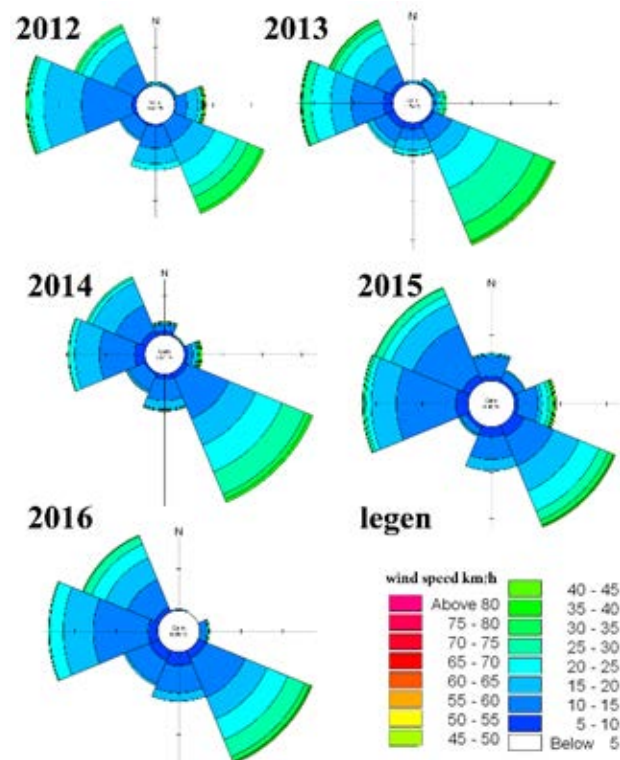 2012
2013
N
N
2014
2015
N
N
2016
legen
N
wind speed km/h
Above 80
75 - 80
70 - 75
65 - 70
60 - 65
55 - 60
50 - 55
45 - 50
40 - 45
35 - 40
30 - 35
25 - 30
20 - 25
15 - 20
10 - 15
5 - 10
Below 5